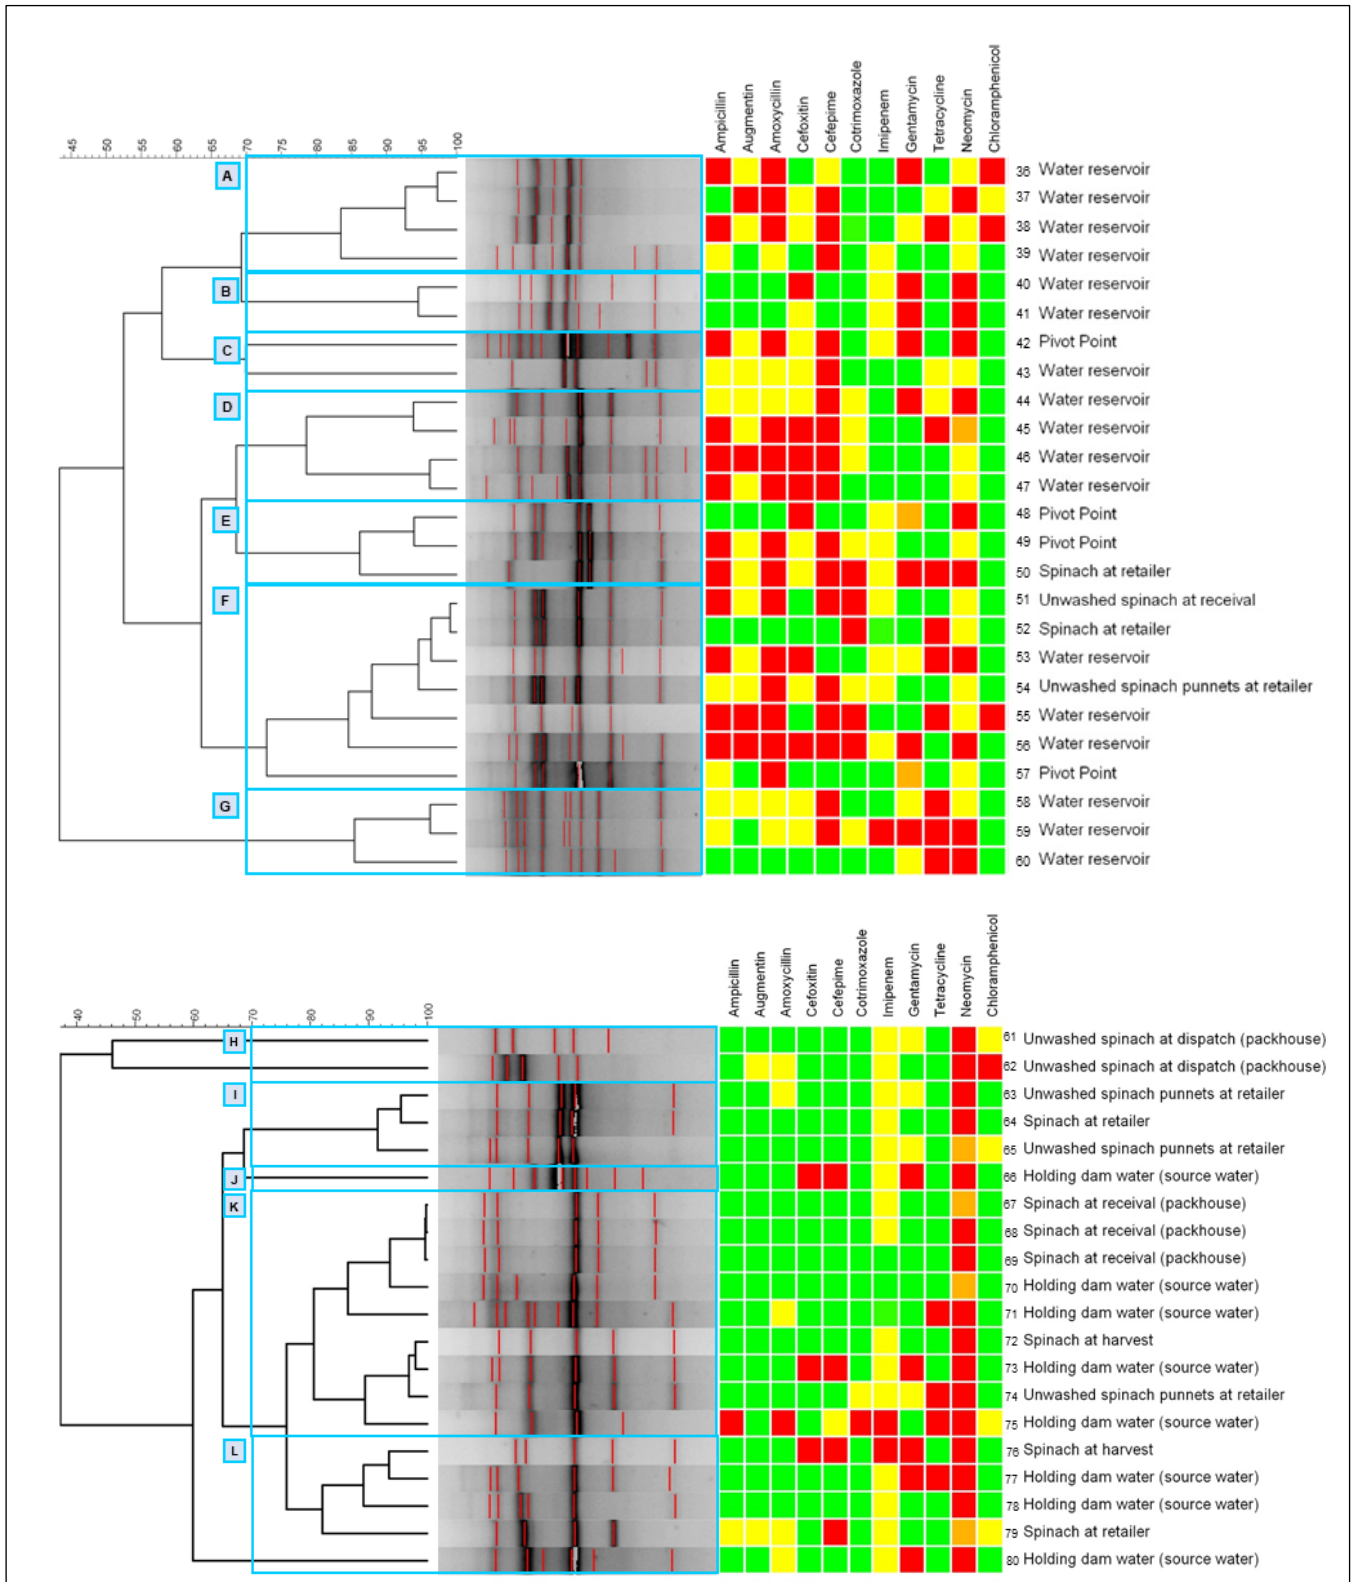 Ampicillin
Augmentin
Amoxycillin
Cefoxitin
Cefepime
Cotrimoxazole
Imipenem
Gentamycin
Tetracycline
Neomycin
Chloramphenicol
45 50 55 60 65 70 75 80 85 90 95 100
A
B
C
D
E
F
G
36 Water reservoir
37 Water reservoir
38 Water reservoir
39 Water reservoir
40 Water reservoir
41 Water reservoir
42 Pivot Point
43 Water reservoir
44 Water reservoir
45 Water reservoir
46 Water reservoir
47 Water reservoir
48 Pivot Point
49 Pivot Point
50 Spinach at retailer
51 Unwashed spinach at receival
52 Spinach at retailer
53 Water reservoir
54 Unwashed spinach punnets at retailer
55 Water reservoir
56 Water reservoir
57 Pivot Point
58 Water reservoir
59 Water reservoir
60 Water reservoir
Ampicillin
Augmentin
Amoxycillin
Cefoxitin
Cefepime
Cotrimoxazole
Imipenem
Gentamycin
Tetracycline
Neomycin
Chloramphenicol
40 50 60 70 80 90 100
H
I
J
K
L
61 Unwashed spinach at dispatch (packhouse)
62 Unwashed spinach at dispatch (packhouse)
63 Unwashed spinach punnets at retailer
64 Spinach at retailer
65 Unwashed spinach punnets at retailer
66 Holding dam water (source water)
67 Spinach at receival (packhouse)
68 Spinach at receival (packhouse)
69 Spinach at receival (packhouse)
70 Holding dam water (source water)
71 Holding dam water (source water)
72 Spinach at harvest
73 Holding dam water (source water)
74 Unwashed spinach punnets at retailer
75 Holding dam water (source water)
76 Spinach at harvest
77 Holding dam water (source water)
78 Holding dam water (source water)
79 Spinach at retailer
80 Holding dam water (source water)